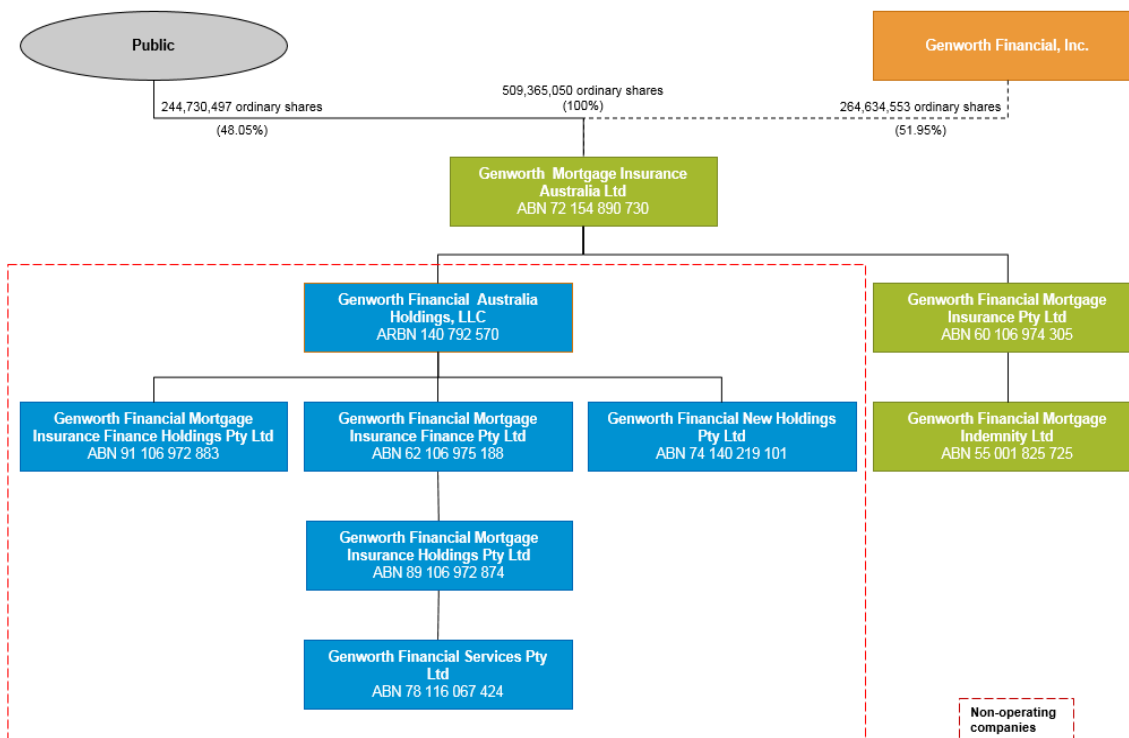 Public
Genworth Financial, Inc.
509,365,050 ordinary shares
(100%)
244,730,497 ordinary shares
(48.05%)
264,634,553 ordinary shares
(51.95%)
Genworth Mortgage Insurance
Australia Ltd
ABN 72 154 890 730
Genworth Financial Australia
Holdings, LLC
ARBN 140 792 570
Genworth Financial Mortgage
Insurance Pty Ltd
ABN 60 106 974 305
Genworth Financial Mortgage
Insurance Finance Holdings Pty Ltd
ABN 91 106 972 883
Genworth Financial Mortgage
Insurance Finance Pty Ltd
ABN 62 106 975 188
Genworth Financial New Holdings
Pty Ltd
ABN 74 140 219 101
Genworth Financial Mortgage
Indemnity Ltd
ABN 55 001 825 725
Genworth Financial Mortgage
Insurance Holdings Pty Ltd
ABN 89 106 972 874
Genworth Financial Services Pty
Ltd
ABN 78 116 067 424
Non-operating
companies